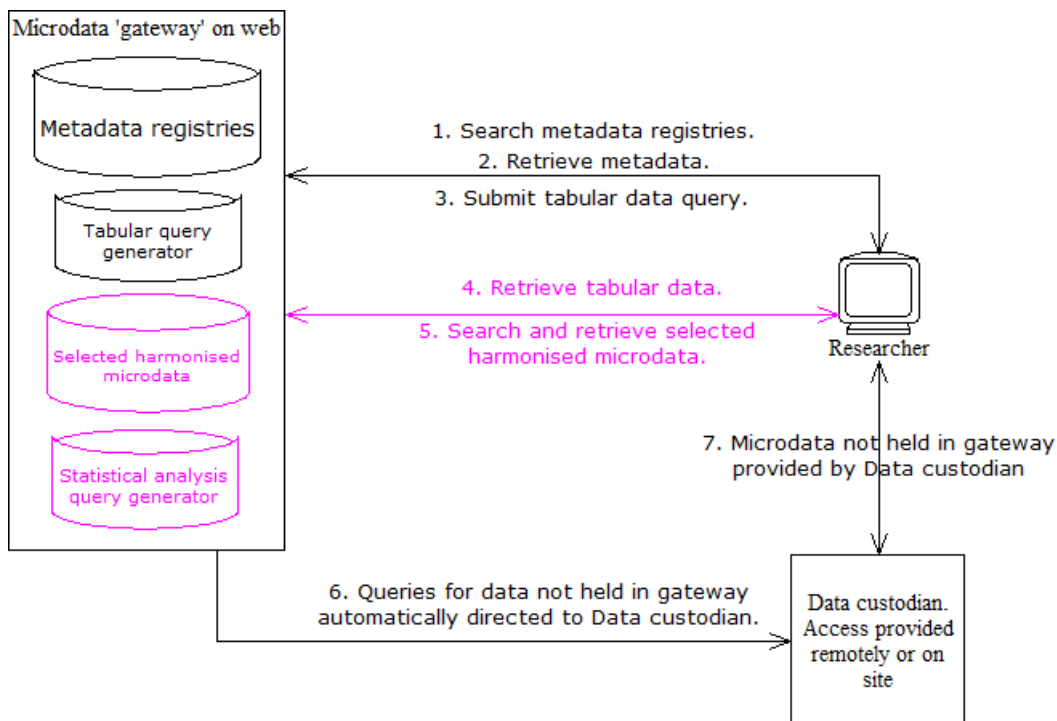 Microdata 'gateway' on web
Metadata registries
Tabular query
generator
Selected harmonised
microdata
Statistical analysis
query generator
1. Search metadata registries.
2. Retrieve metadata.
3. Submit tabular data query.
4. Retrieve tabular data.
5. Search and retrieve selected
harmonised microdata.
Researcher
7. Microdata not held in gateway
provided by Data custodian
6. Queries for data not held in gateway
automatically directed to Data custodian.
Data custodian.
Access provided
remotely or on
site